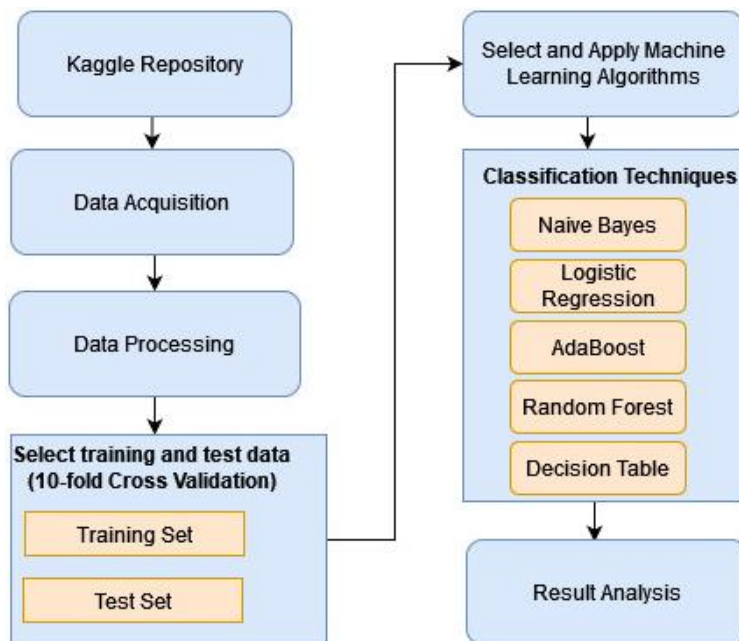 Kaggle Repository
Data Acquisition
Data Processing
Select training and test data
(10-fold Cross Validation)
Training Set
Test Set
Select and Apply Machine
Learning Algorithms
Classification Techniques
Naive Bayes
Logistic
Regression
AdaBoost
Random Forest
Decision Table
Result Analysis